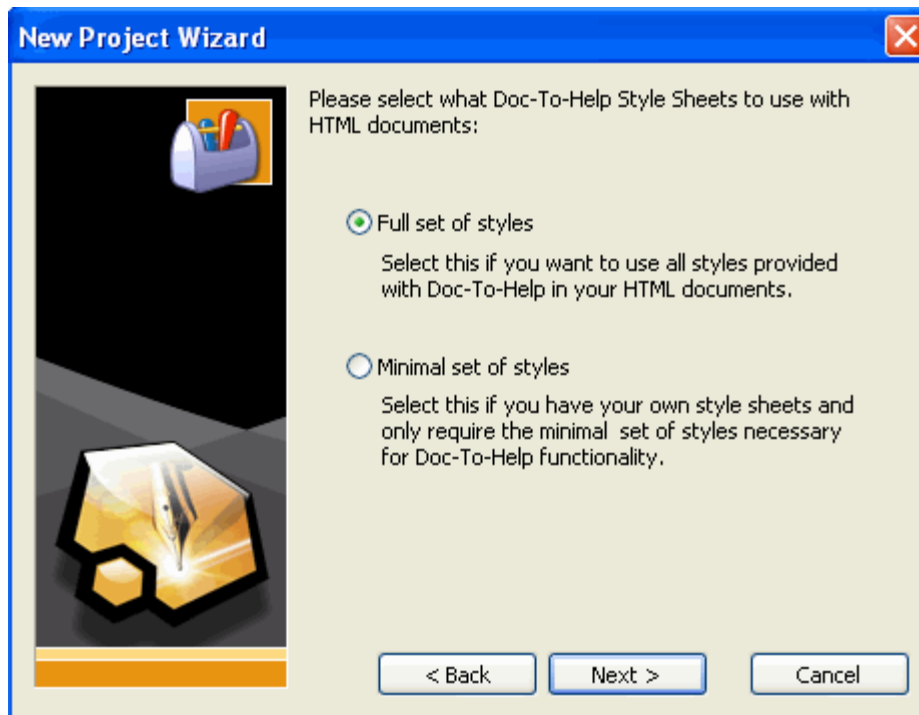 New Project Wizard
Please select what Doc-To-Help Style Sheets to use with
HTML documents:
Full set of styles
Select this if you want to use all styles provided
with Doc-To-Help in your HTML documents.
Minimal set of styles
Select this if you have your own style sheets and
only require the minimal set of styles necessary
for Doc-To-Help functionality.
< Back
Next >
Cancel